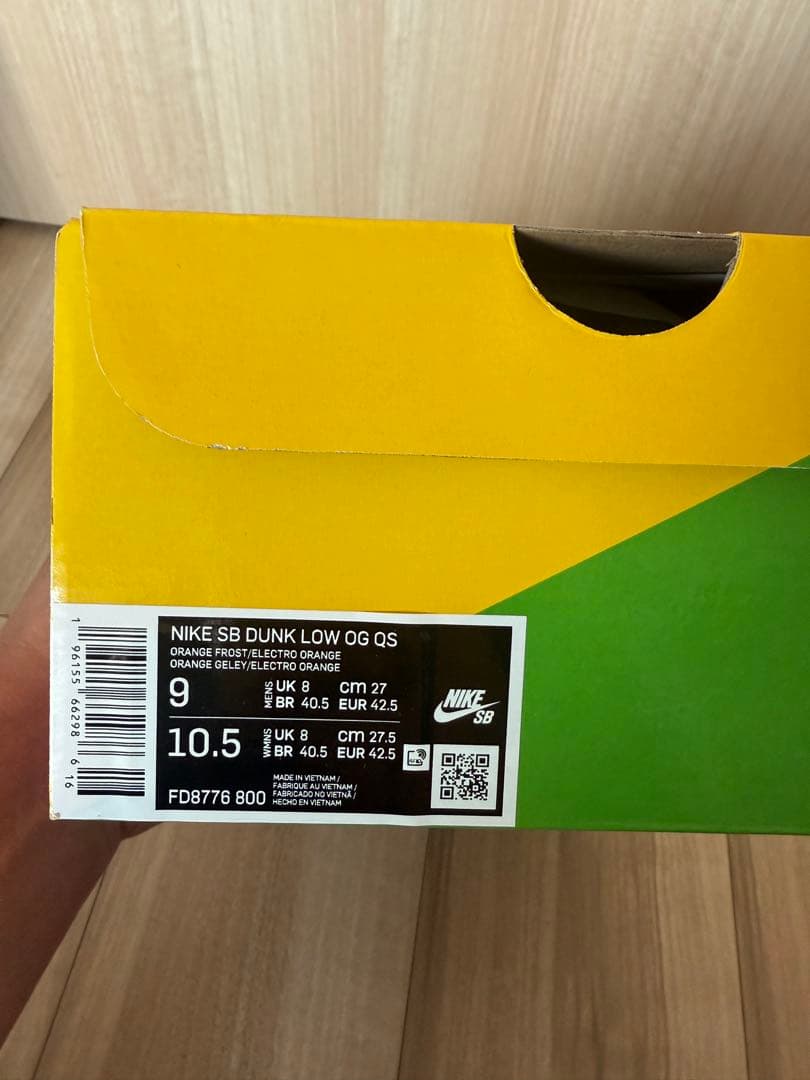 1 96155 66298 6 16
NIKE SB DUNK LOW OG QS
ORANGE FROST/ELECTRO ORANGE
ORANGE GELEY/ELECTRO ORANGE
9 MENS UK 8 cm 27
BR 40.5 EUR 42.5
10.5 WMNS UK 8 cm 27.5
BR 40.5 EUR 42.5
FD8776 800
MADE IN VIETNAM /
FABRIQUE AU VIETNAM /
FABRICADO NO VIETNÃ /
HECHO EN VIETNAM
NIKE
SB